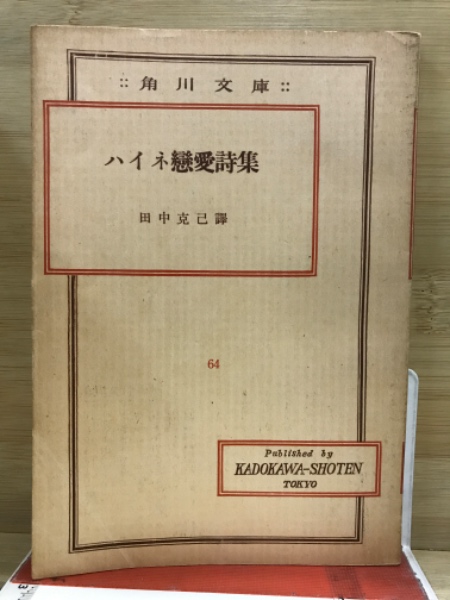 ::角川文庫::
ハイネ戀愛詩集
田中克己譯
64
Published by
KADOKAWA-SHOTEN
TOKYO